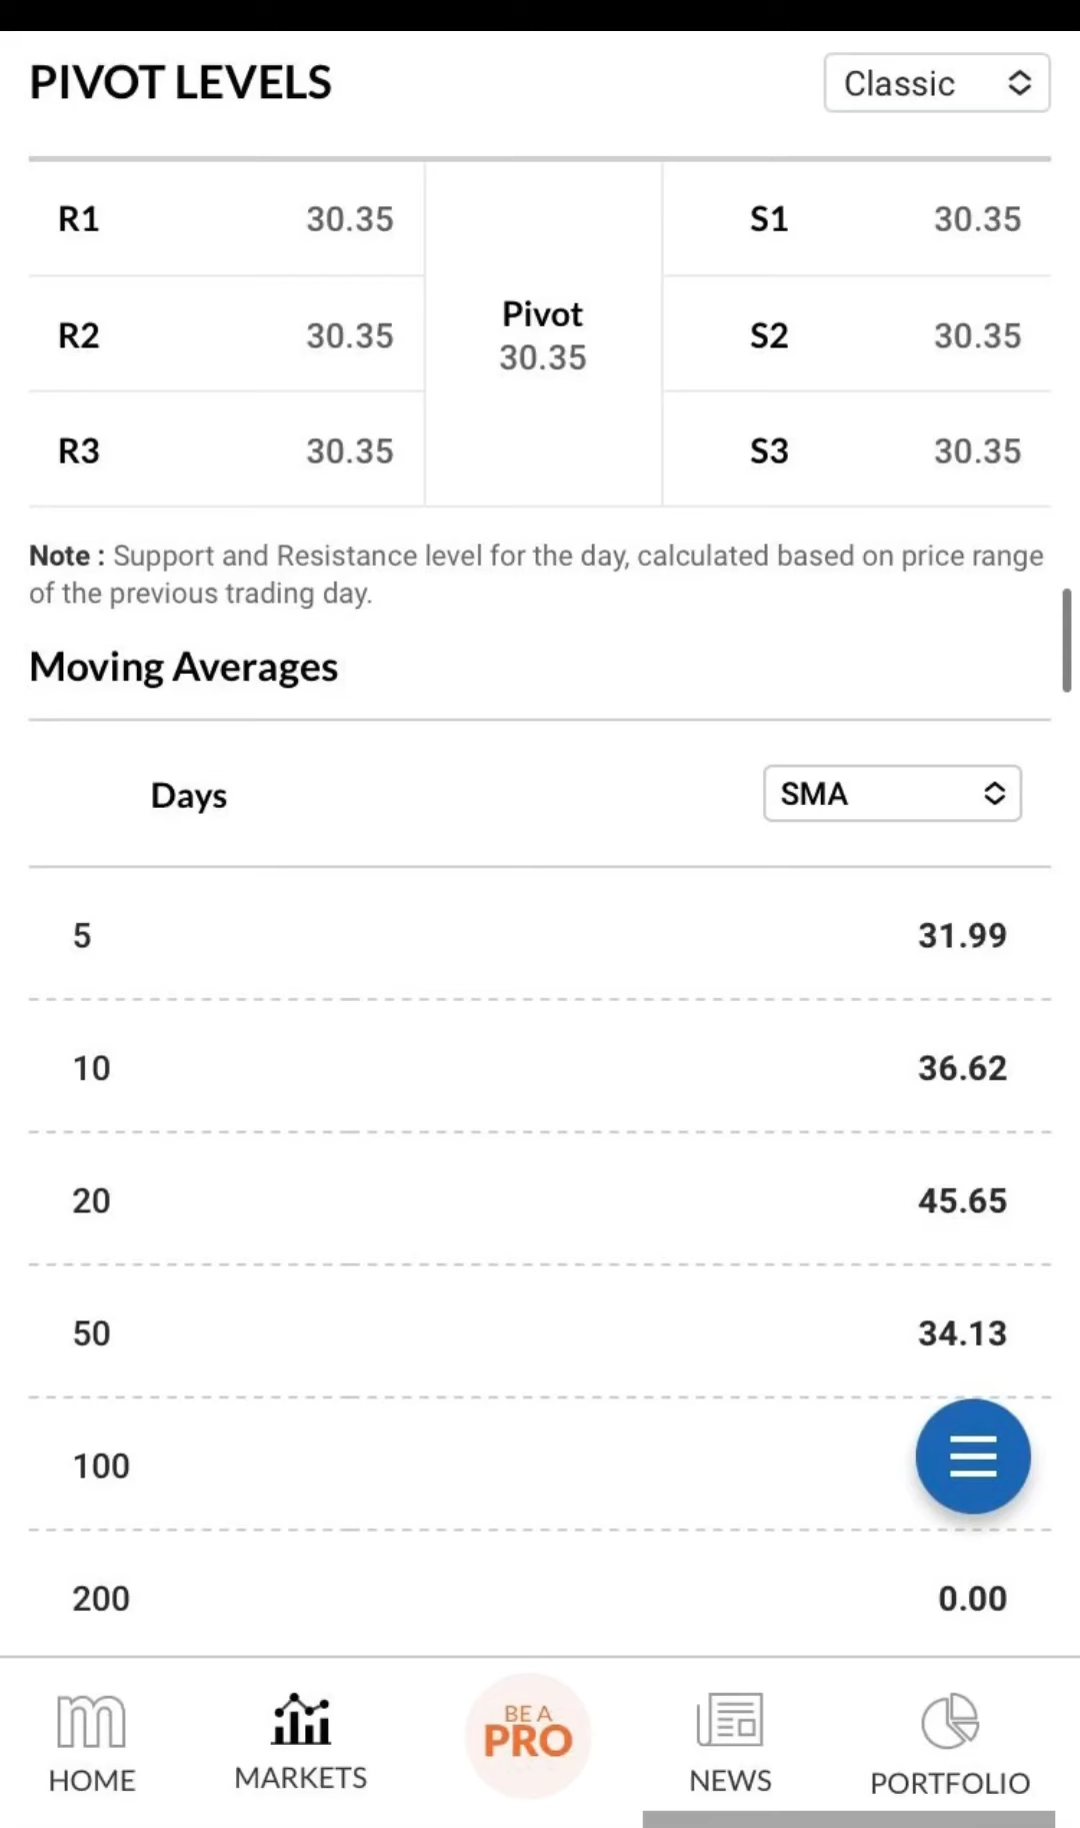 PIVOT LEVELS
Classic
R1 30.35
S1 30.35
Pivot
30.35
R2 30.35
S2 30.35
R3 30.35
S3 30.35
Note : Support and Resistance level for the day, calculated based on price range
of the previous trading day.
Moving Averages
Days
SMA
5 31.99
10 36.62
20 45.65
50 34.13
100
200 0.00
HOME
MARKETS
BE A
PRO
NEWS
PORTFOLIO